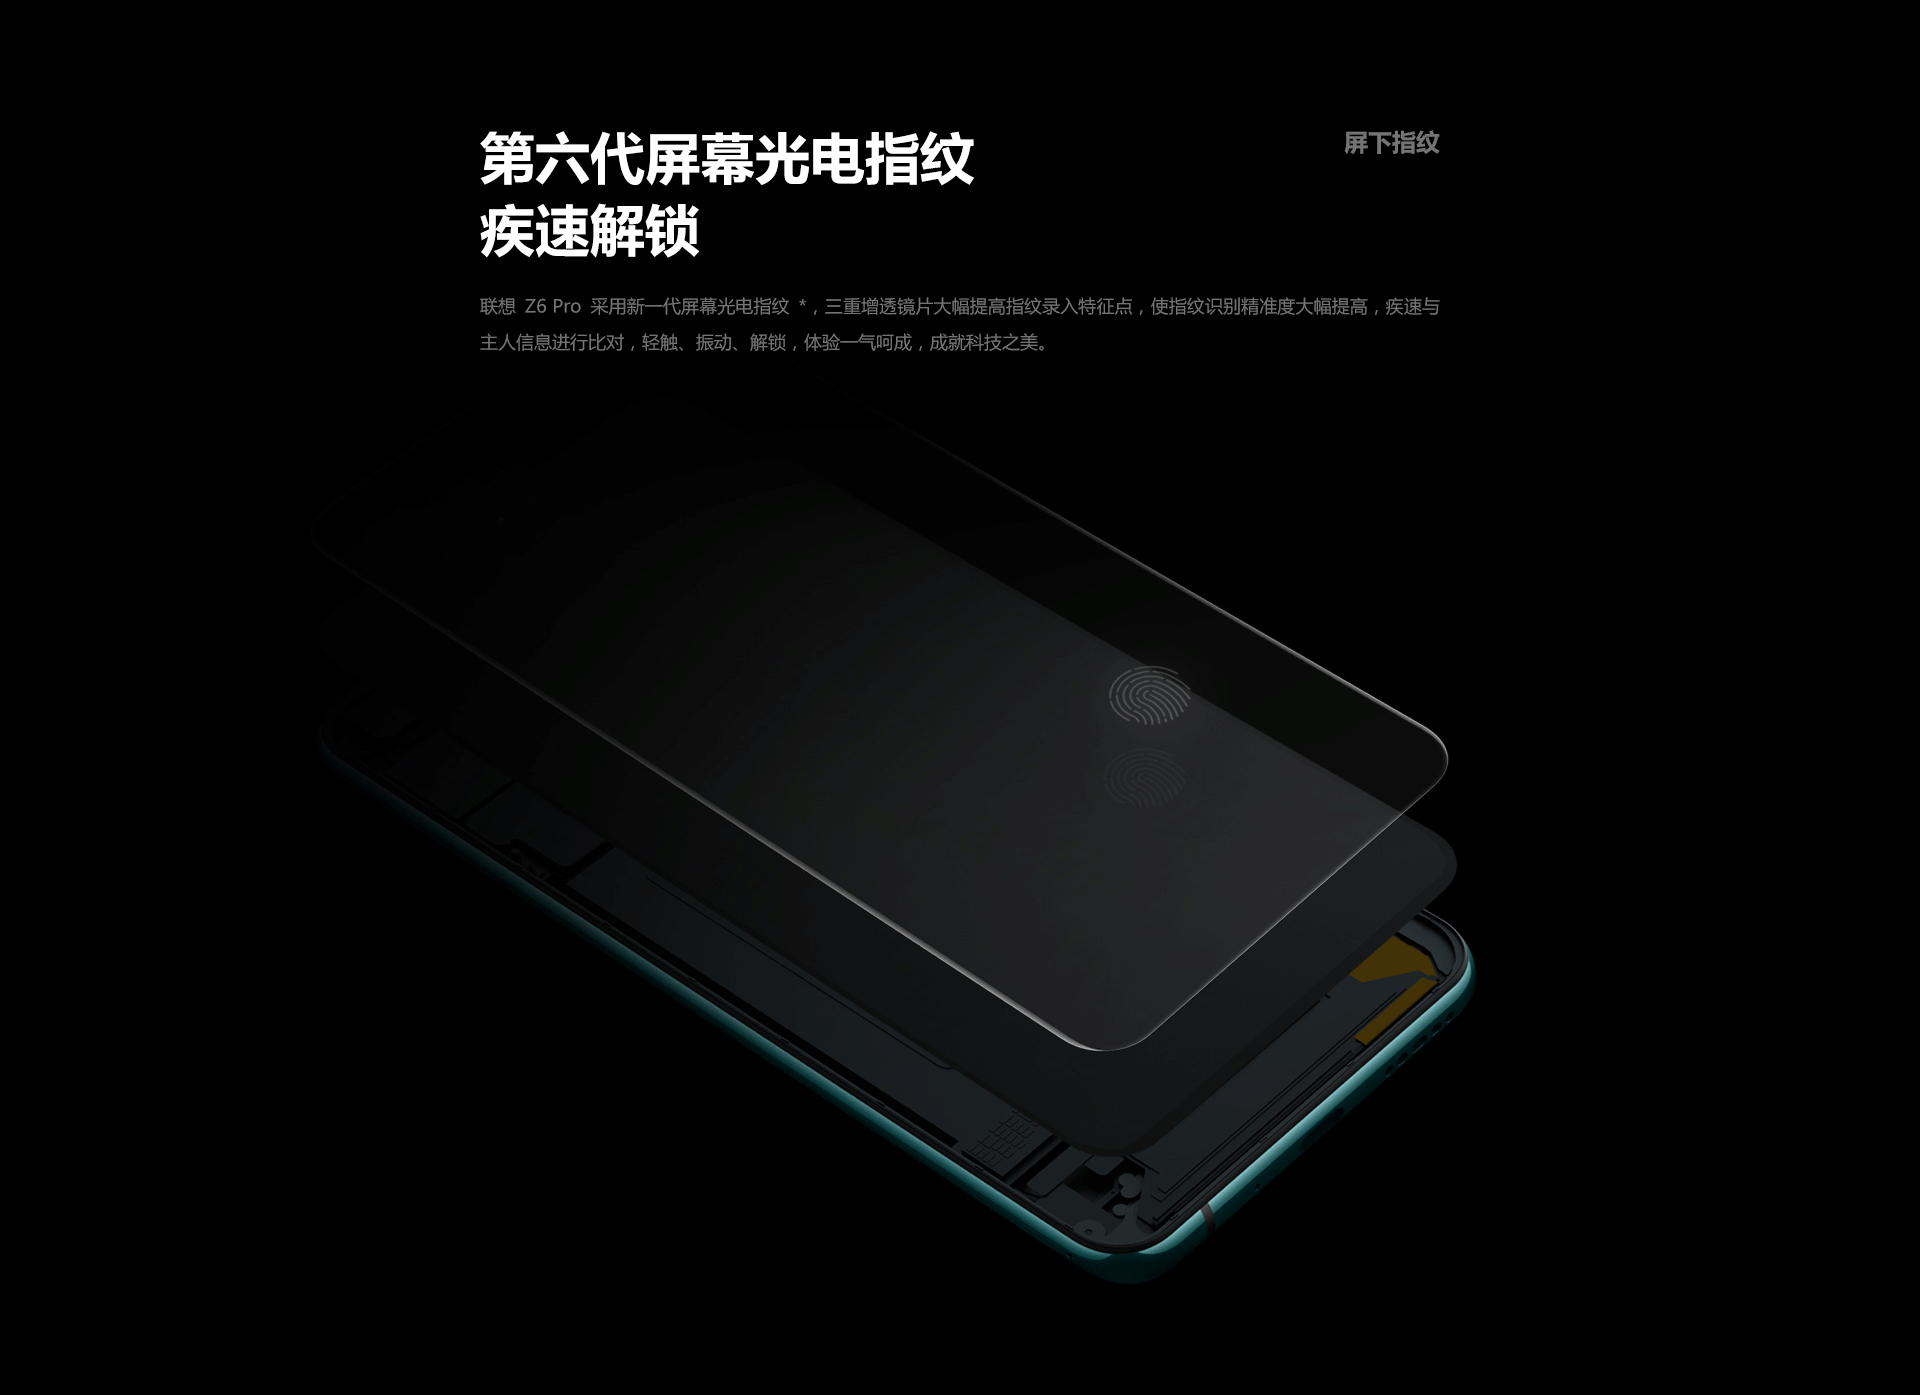 第六代屏幕光电指纹
疾速解锁
屏下指纹
联想 Z6 Pro 采用新一代屏幕光电指纹 *，三重增透镜片大幅提高指纹录入特征点，使指纹识别精准度大幅提高，疾速与
主人信息进行比对，轻触、振动、解锁，体验一气呵成，成就科技之美。